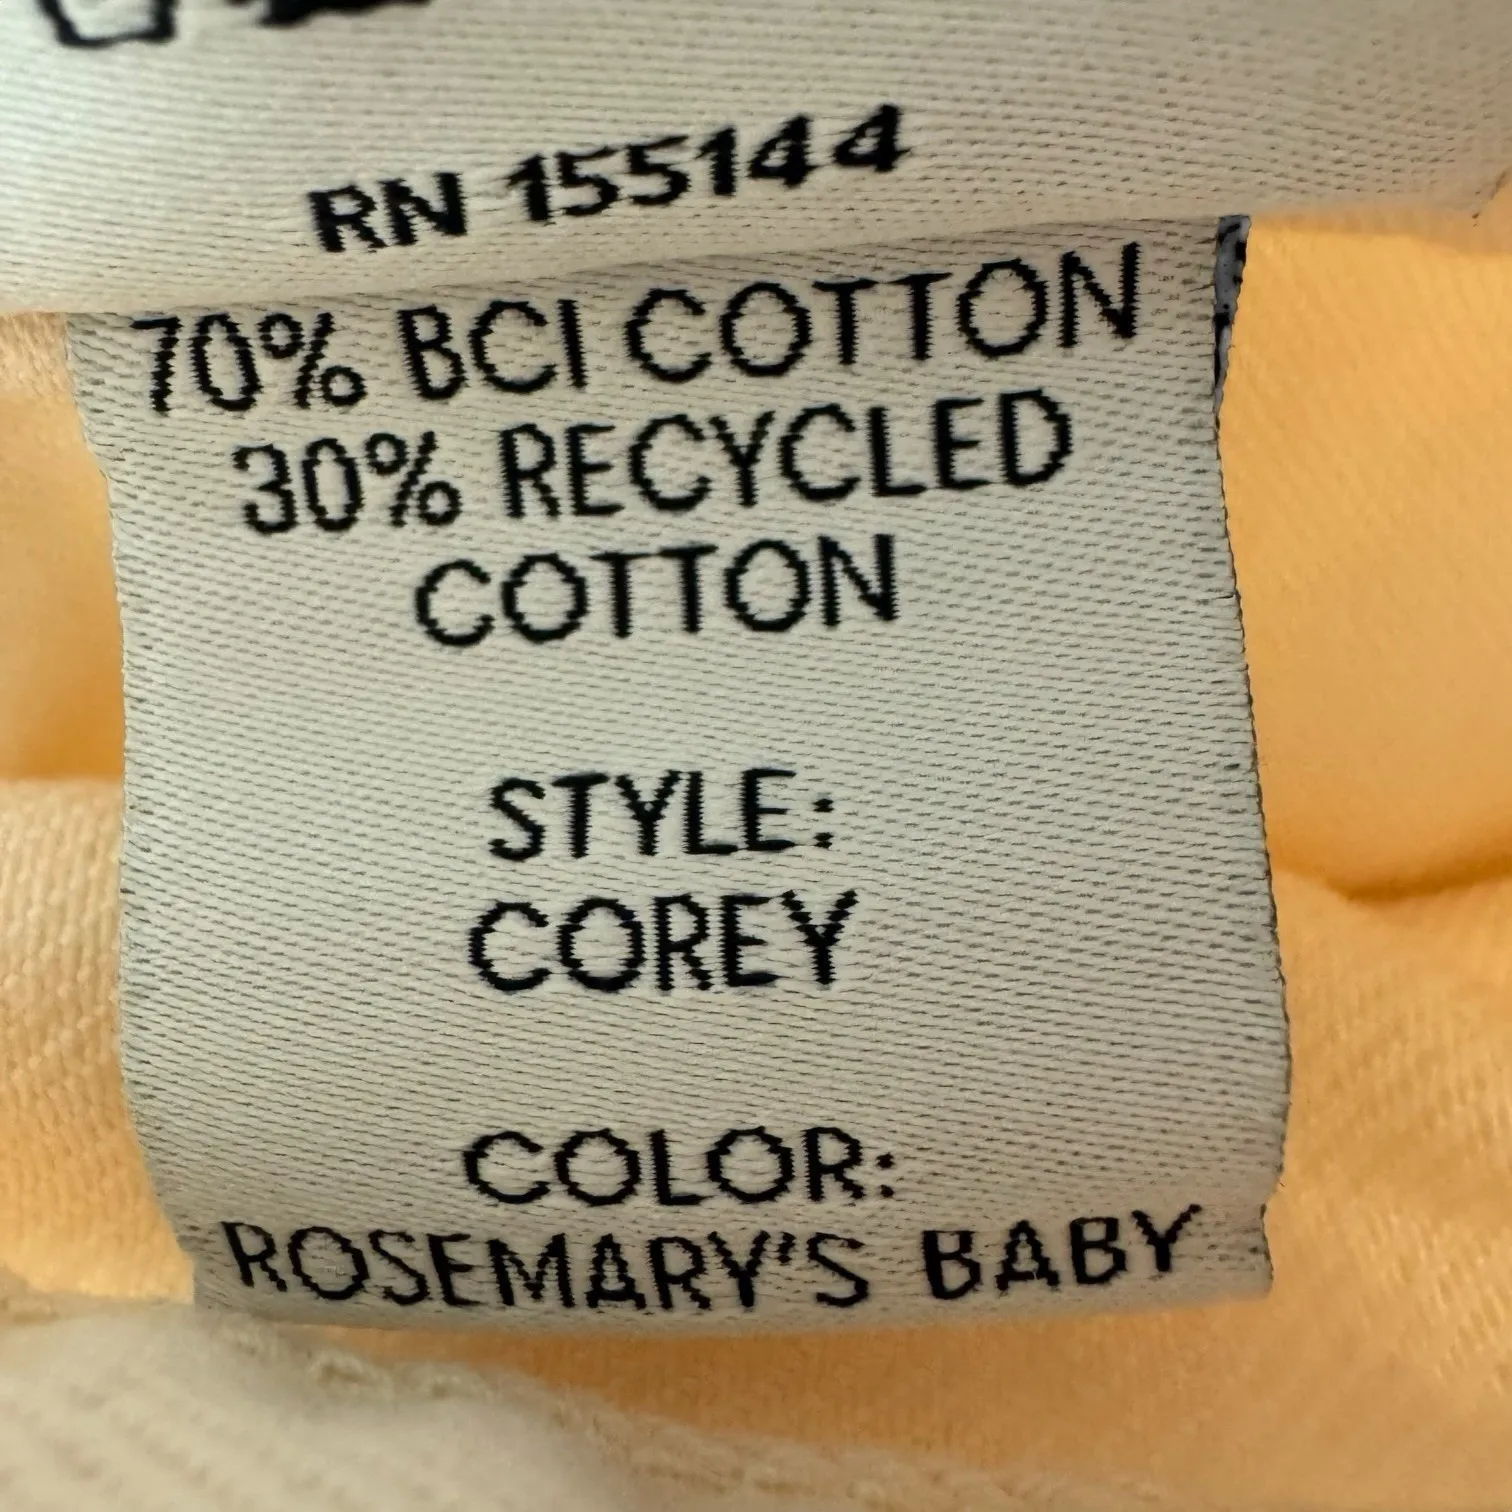 RN 155144
70% BCI COTTON
30% RECYCLED
COTTON
STYLE:
COREY
COLOR:
ROSEMARY'S BABY